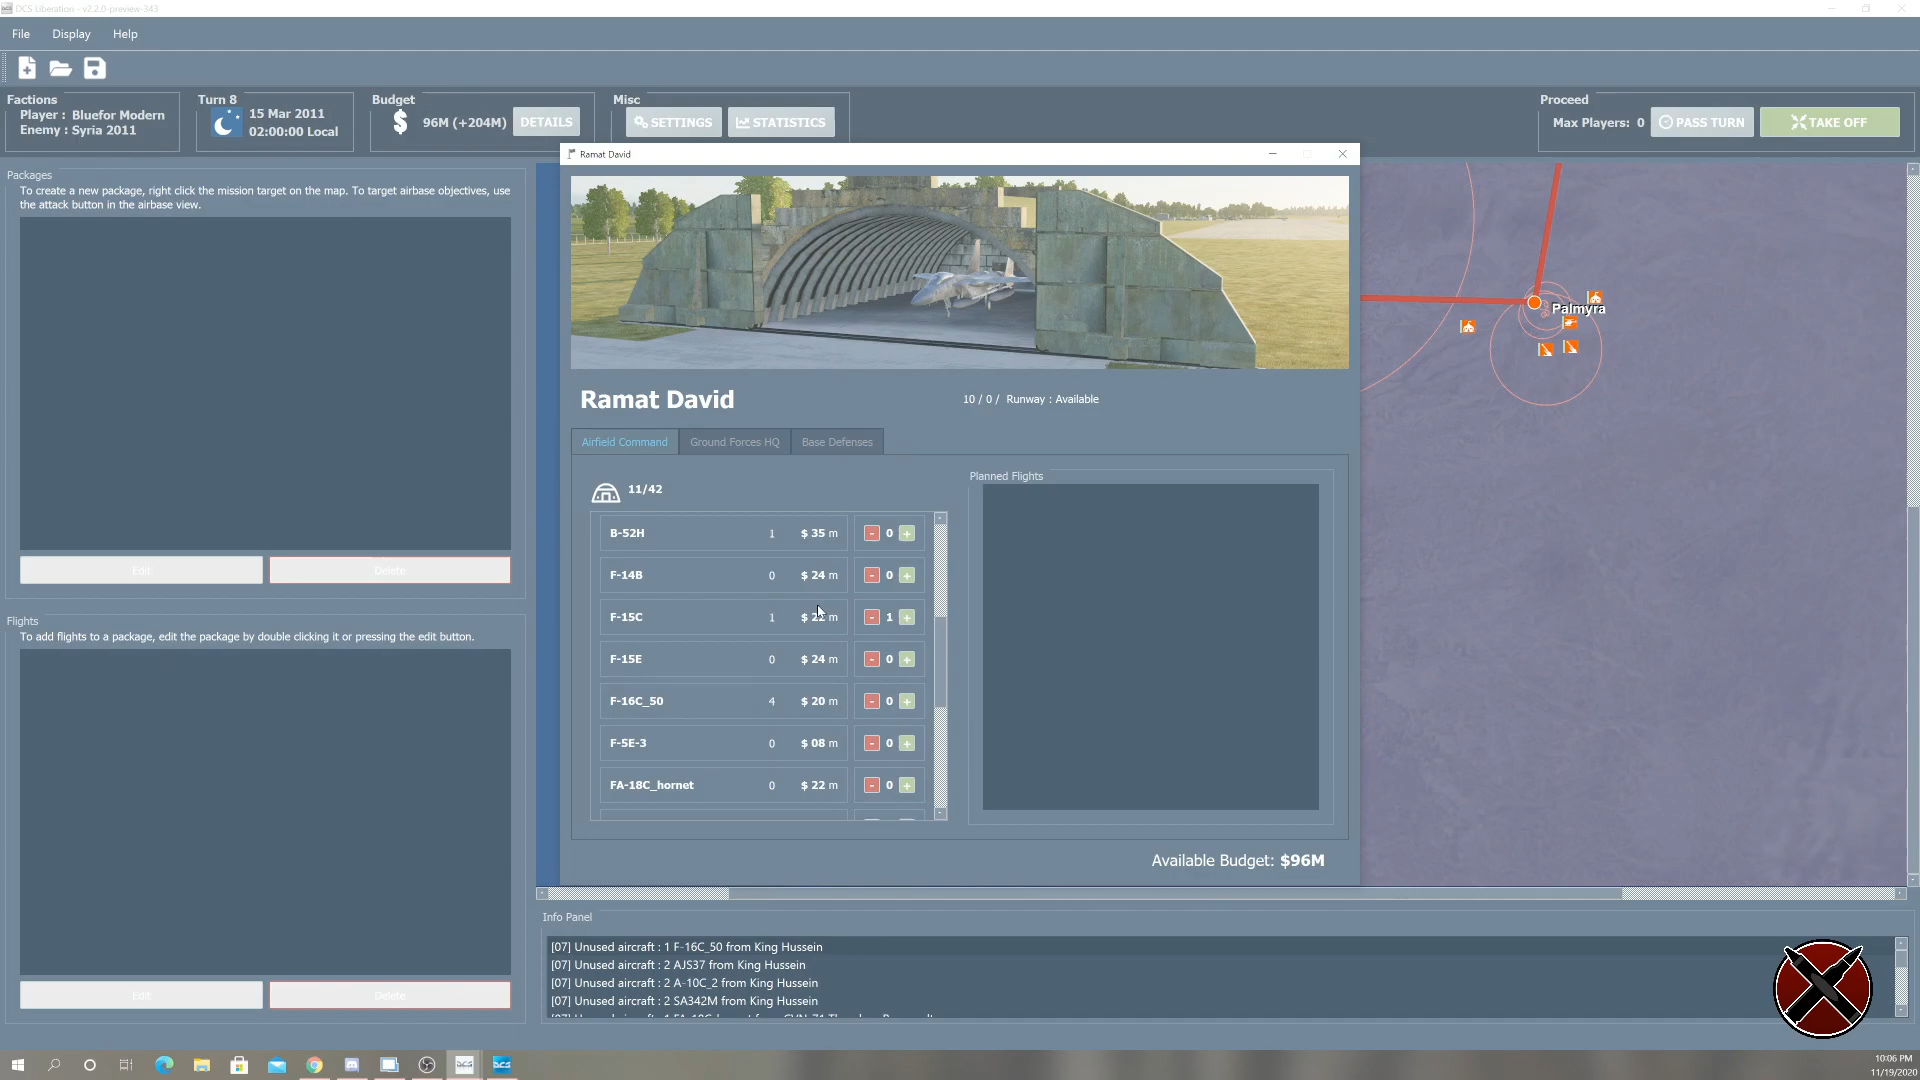 DCS Liberation - v2.2.0-preview-343
File Display Help
Factions
Player : Bluefor Modern
Enemy : Syria 2011
Turn 8
15 Mar 2011
02:00:00 Local
Budget
$ 96M (+204M) DETAILS
Misc
SETTINGS STATISTICS
Proceed
Max Players: 0 PASS TURN TAKE OFF
Packages
To create a new package, right click the mission target on the map. To target airbase objectives, use
the attack button in the airbase view.
Edit Delete
Flights
To add flights to a package, edit the package by double clicking it or pressing the edit button.
Edit Delete
Ramat David
Ramat David
10 / 0 / Runway : Available
Airfield Command Ground Forces HQ Base Defenses
11/42
B-52H 1 $ 35 m - 0 +
F-14B 0 $ 24 m - 0 +
F-15C 1 $ m - 1 +
F-15E 0 $ 24 m - 0 +
F-16C_50 4 $ 20 m - 0 +
F-5E-3 0 $ 08 m - 0 +
FA-18C_hornet 0 $ 22 m - 0 +
Planned Flights
Available Budget: $96M
Palmyra
Info Panel
[07] Unused aircraft : 1 F-16C_50 from King Hussein
[07] Unused aircraft : 2 AJS37 from King Hussein
[07] Unused aircraft : 2 A-10C_2 from King Hussein
[07] Unused aircraft : 2 SA342M from King Hussein
DCS DCS
10:06 PM
11/19/2020